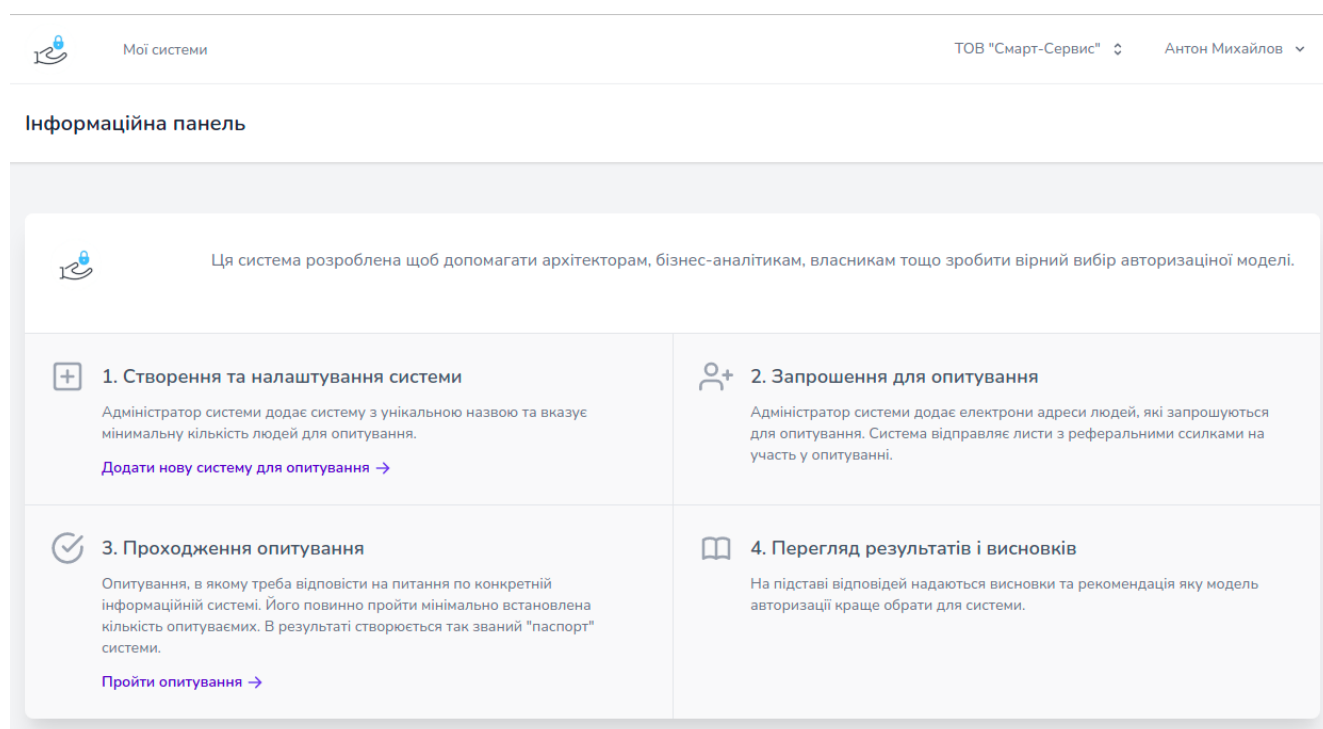 Мої системи
ТОВ "Смарт-Сервис"
Антон Михайлов
Інформаційна панель
Ця система розроблена щоб допомагати архітекторам, бізнес-аналітикам, власникам тощо зробити вірний вибір авторизаціної моделі.
1. Створення та налаштування системи
Адміністратор системи додає систему з унікальною назвою та вказує
мінімальну кількість людей для опитування.
Додати нову систему для опитування →
2. Запрошення для опитування
Адміністратор системи додає електрони адреси людей, які запрошуються
для опитування. Система відправляє листи з реферальними ссилками на
участь у опитуванні.
3. Проходження опитування
Опитування, в якому треба відповісти на питання по конкретній
інформаційній системі. Його повинно пройти мінімально встановлена
кількість опитуваємих. В результаті створюється так званий "паспорт"
системи.
Пройти опитування →
4. Перегляд результатів і висновків
На підставі відповідей надаються висновки та рекомендація яку модель
авторизації краще обрати для системи.